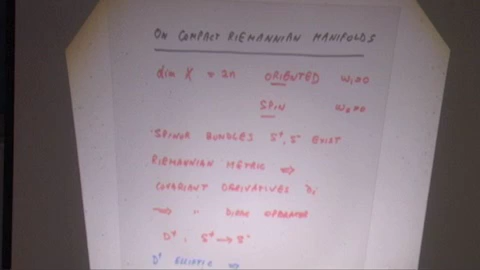 ON COMPACT RIEMANNIAN MANIFOLDS
dim X = 2n ORIENTED W₁=0
SPIN W₂=0
SPINOR BUNDLES S⁺, S⁻ EXIST
RIEMANNIAN METRIC ⇒
COVARIANT DERIVATIVES Dᵢ
⟹ " DIRAC OPERATOR
D⁺ : S⁺ → S⁻
D⁺ ELLIPTIC ⇒